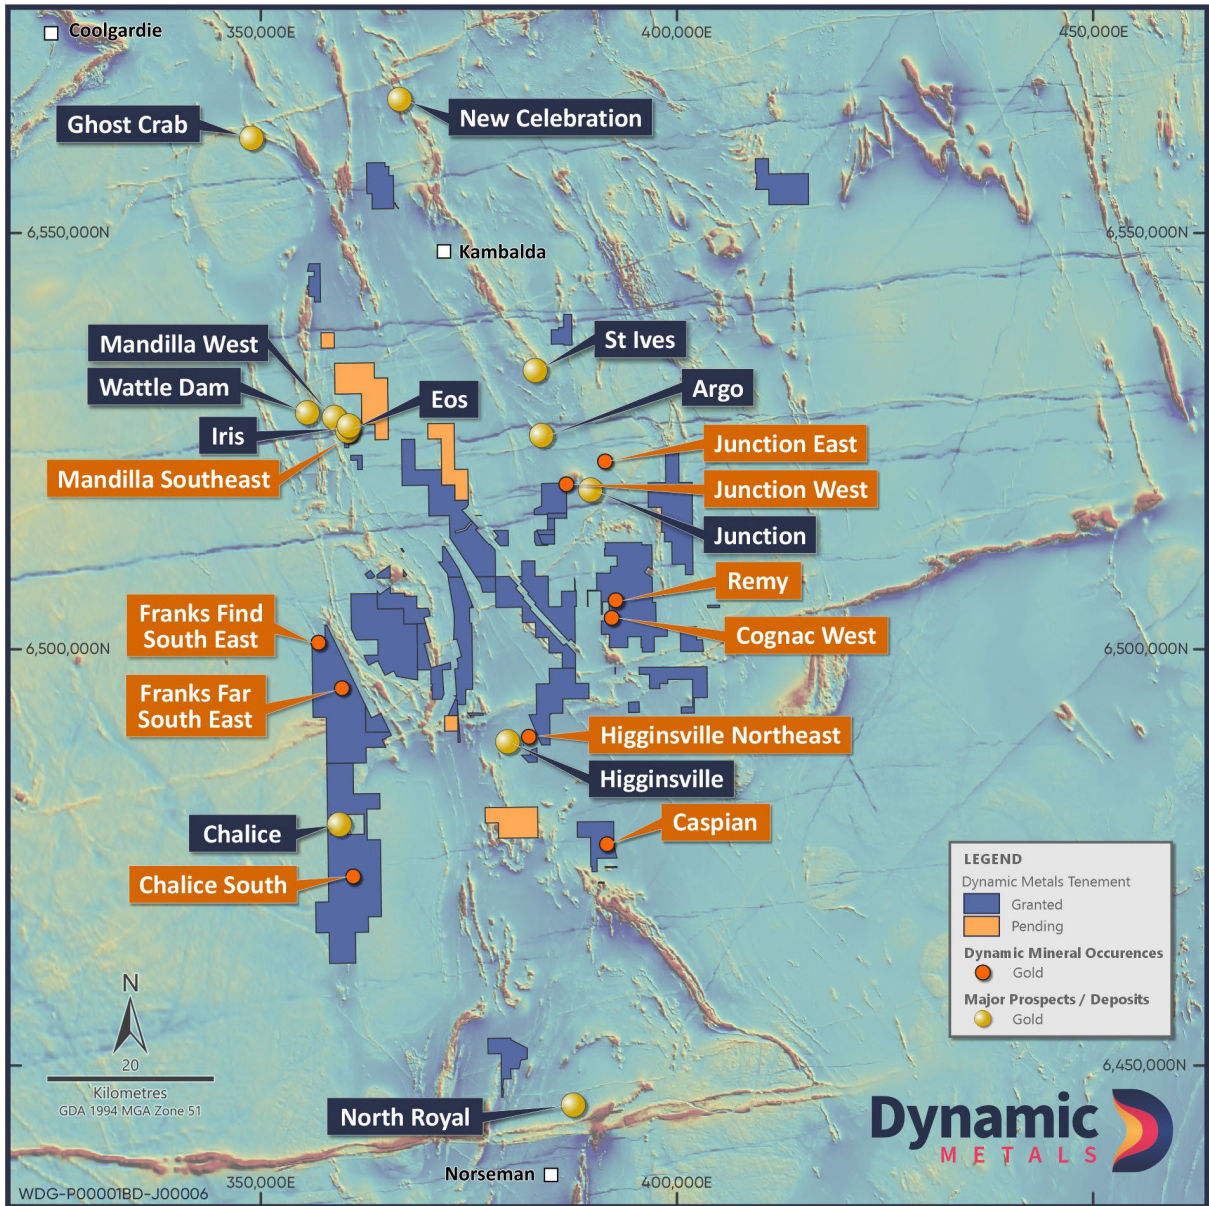 Coolgardie
350,000E
400,000E
450,000E
Ghost Crab
New Celebration
6,550,000N
6,550,000N
Kambalda
Mandilla West
St Ives
Wattle Dam
Eos
Argo
Iris
Junction East
Mandilla Southeast
Junction West
Junction
Remy
Franks Find
South East
Cognac West
6,500,000N
6,500,000N
Franks Far
South East
Higginsville Northeast
Higginsville
Chalice
Caspian
Chalice South
LEGEND
Dynamic Metals Tenement
Granted
Pending
Dynamic Mineral Occurences
Gold
Major Prospects / Deposits
Gold
N
20
Kilometres
GDA 1994 MGA Zone 51
6,450,000N
North Royal
Dynamic
METALS
Norseman
WDG-P00001BD-J00006
350,000E
400,000E